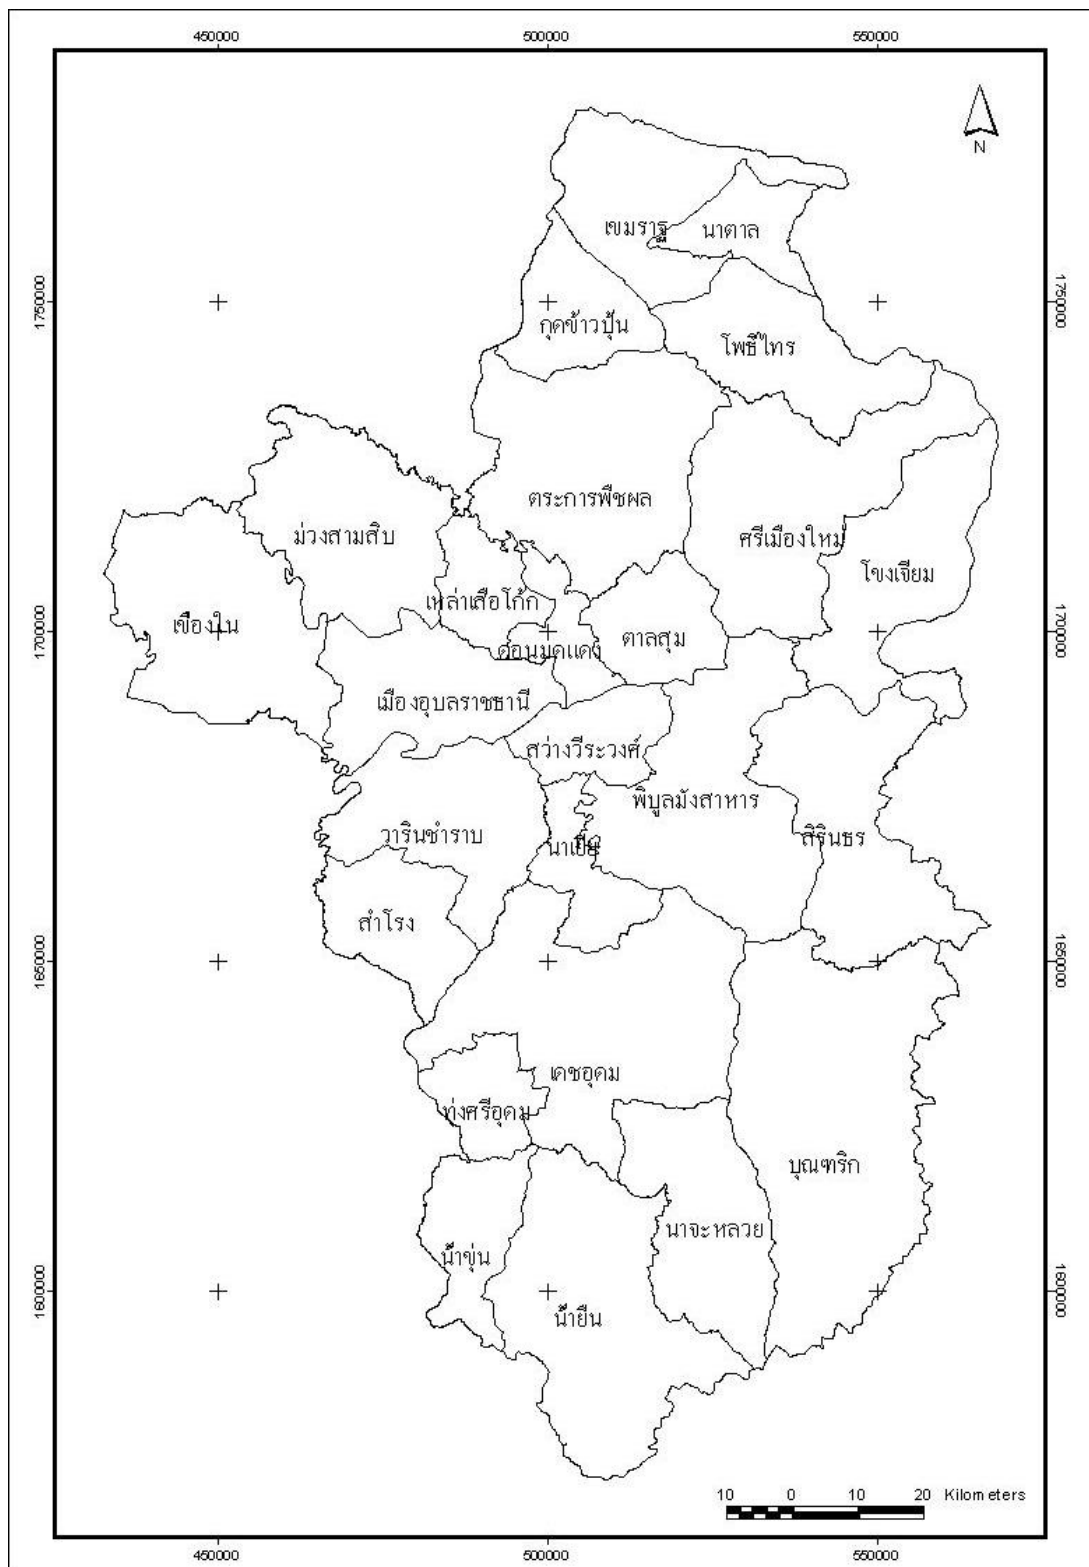 450000 500000 550000
N
เขมราฐ
นาตาล
1750000 1750000
กุดข้าวปุ้น
โพธิ์ไทร
ตระการพืชผล
ม่วงสามสิบ
ศรีเมืองใหม่
โขงเจียม
เหล่าเสือโก้ก
เขื่องใน
1700000 1700000
ตาลสุม
ดอนมดแดง
เมืองอุบลราชธานี
สว่างวีระวงศ์
พิบูลมังสาหาร
วารินชำราบ
นาเยีย
สิรินธร
สำโรง
1650000 1650000
เดชอุดม
ทุ่งศรีอุดม
บุณฑริก
นาจะหลวย
น้ำขุ่น
1600000 1600000
น้ำยืน
10 0 10 20 Kilometers
450000 500000 550000